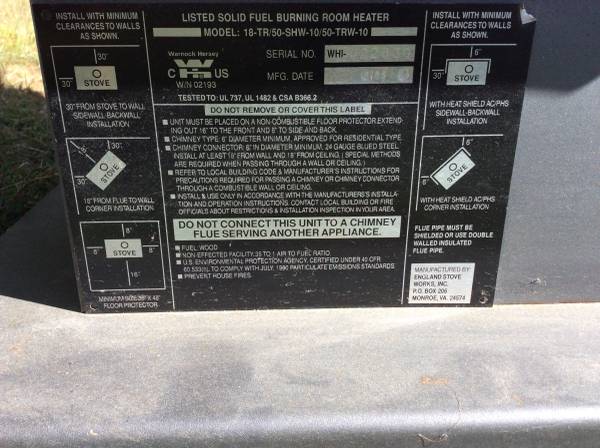 INSTALL WITH MINIMUM
CLEARANCES TO WALLS
AS SHOWN.
30"
30"
STOVE
30" FROM STOVE TO WALL
SIDEWALL-BACKWALL
INSTALLATION
30"
STOVE
18" FROM FLUE TO WALL
CORNER INSTALLATION
8"
8"
STOVE
16"
MINIMUM SIZE 36" X 48"
FLOOR PROTECTOR
LISTED SOLID FUEL BURNING ROOM HEATER
MODEL: 18-TR/50-SHW-10/50-TRW-10
Warnock Hersey
C US
W/N 02193
SERIAL NO. WHI-
MFG. DATE
TESTED TO: UL 737, UL 1482 & CSA B366.2
DO NOT REMOVE OR COVER THIS LABEL
■ UNIT MUST BE PLACED ON A NON-COMBUSTIBLE FLOOR PROTECTOR EXTEND-
ING OUT 16" TO THE FRONT AND 8" TO SIDE AND BACK.
■ CHIMNEY TYPE: 6" DIAMETER MINIMUM, APPROVED FOR RESIDENTIAL TYPE.
■ CHIMNEY CONNECTOR: 6" IN DIAMETER MINIMUM, 24 GAUGE BLUED STEEL.
INSTALL AT LEAST 18" FROM WALL AND 18" FROM CEILING. ( SPECIAL METHODS
ARE REQUIRED WHEN PASSING THROUGH A WALL OR CEILING. )
■ REFER TO LOCAL BUILDING CODE & MANUFACTURER'S INSTRUCTIONS FOR
PRECAUTIONS REQUIRED FOR PASSING A CHIMNEY OR CHIMNEY CONNECTOR
THROUGH A COMBUSTIBLE WALL OR CEILING.
■ INSTALL & USE ONLY IN ACCORDANCE WITH THE MANUFACTURER'S INSTALLA-
TION AND OPERATION INSTRUCTIONS. CONTACT LOCAL BUILDING OR FIRE
OFFICIALS ABOUT RESTRICTIONS & INSTALLATION INSPECTION IN YOUR AREA.
DO NOT CONNECT THIS UNIT TO A CHIMNEY
FLUE SERVING ANOTHER APPLIANCE.
■ FUEL: WOOD
■ NON-EFFECTED FACILITY, 35 TO 1 AIR TO FUEL RATIO.
■ U.S. ENVIRONMENTAL PROTECTION AGENCY. CERTIFIED UNDER 40 CFR
60.533(h), TO COMPLY WITH JULY, 1990 PARTICULATE EMISSIONS STANDARDS.
■ PREVENT HOUSE FIRES.
INSTALL WITH MINIMUM
CLEARANCES TO WALLS
AS SHOWN.
6"
30"
STOVE
WITH HEAT SHIELD AC/PHS
SIDEWALL-BACKWALL
INSTALLATION
6"
6"
STOVE
WITH HEAT SHIELD AC/PHS
CORNER INSTALLATION
FLUE PIPE MUST BE
SHIELDED OR USE DOUBLE
WALLED INSULATED
FLUE PIPE.
MANUFACTURED BY:
ENGLAND STOVE
WORKS, INC.
P.O. BOX 206
MONROE, VA. 24574